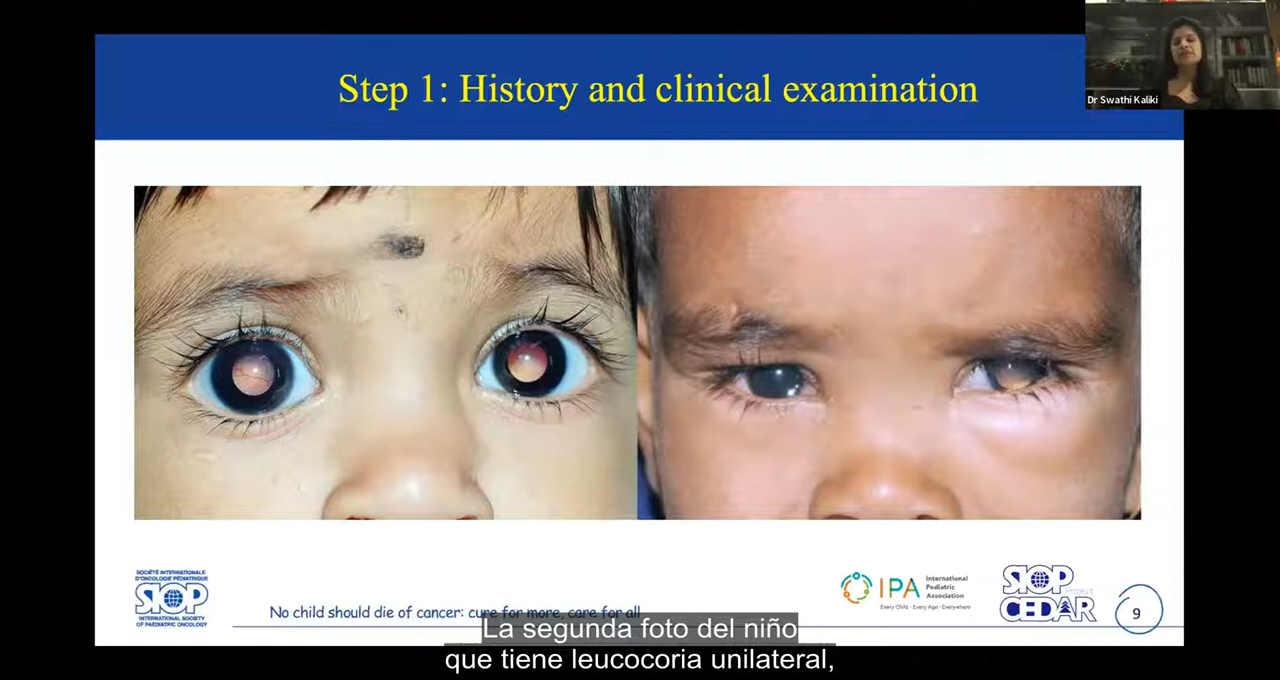 Step 1: History and clinical examination
Dr Swathi Kaliki
SOCIÉTÉ INTERNATIONALE
D'ONCOLOGIE PÉDIATRIQUE
SIOP
INTERNATIONAL SOCIETY
OF PAEDIATRIC ONCOLOGY
No child should die of cancer: cure for more, care for all
IPA
International
Pediatric
Association
Every Child - Every Age - Everywhere
SIOP
Project
CEDAR
9
La segunda foto del niño
que tiene leucocoria unilateral,